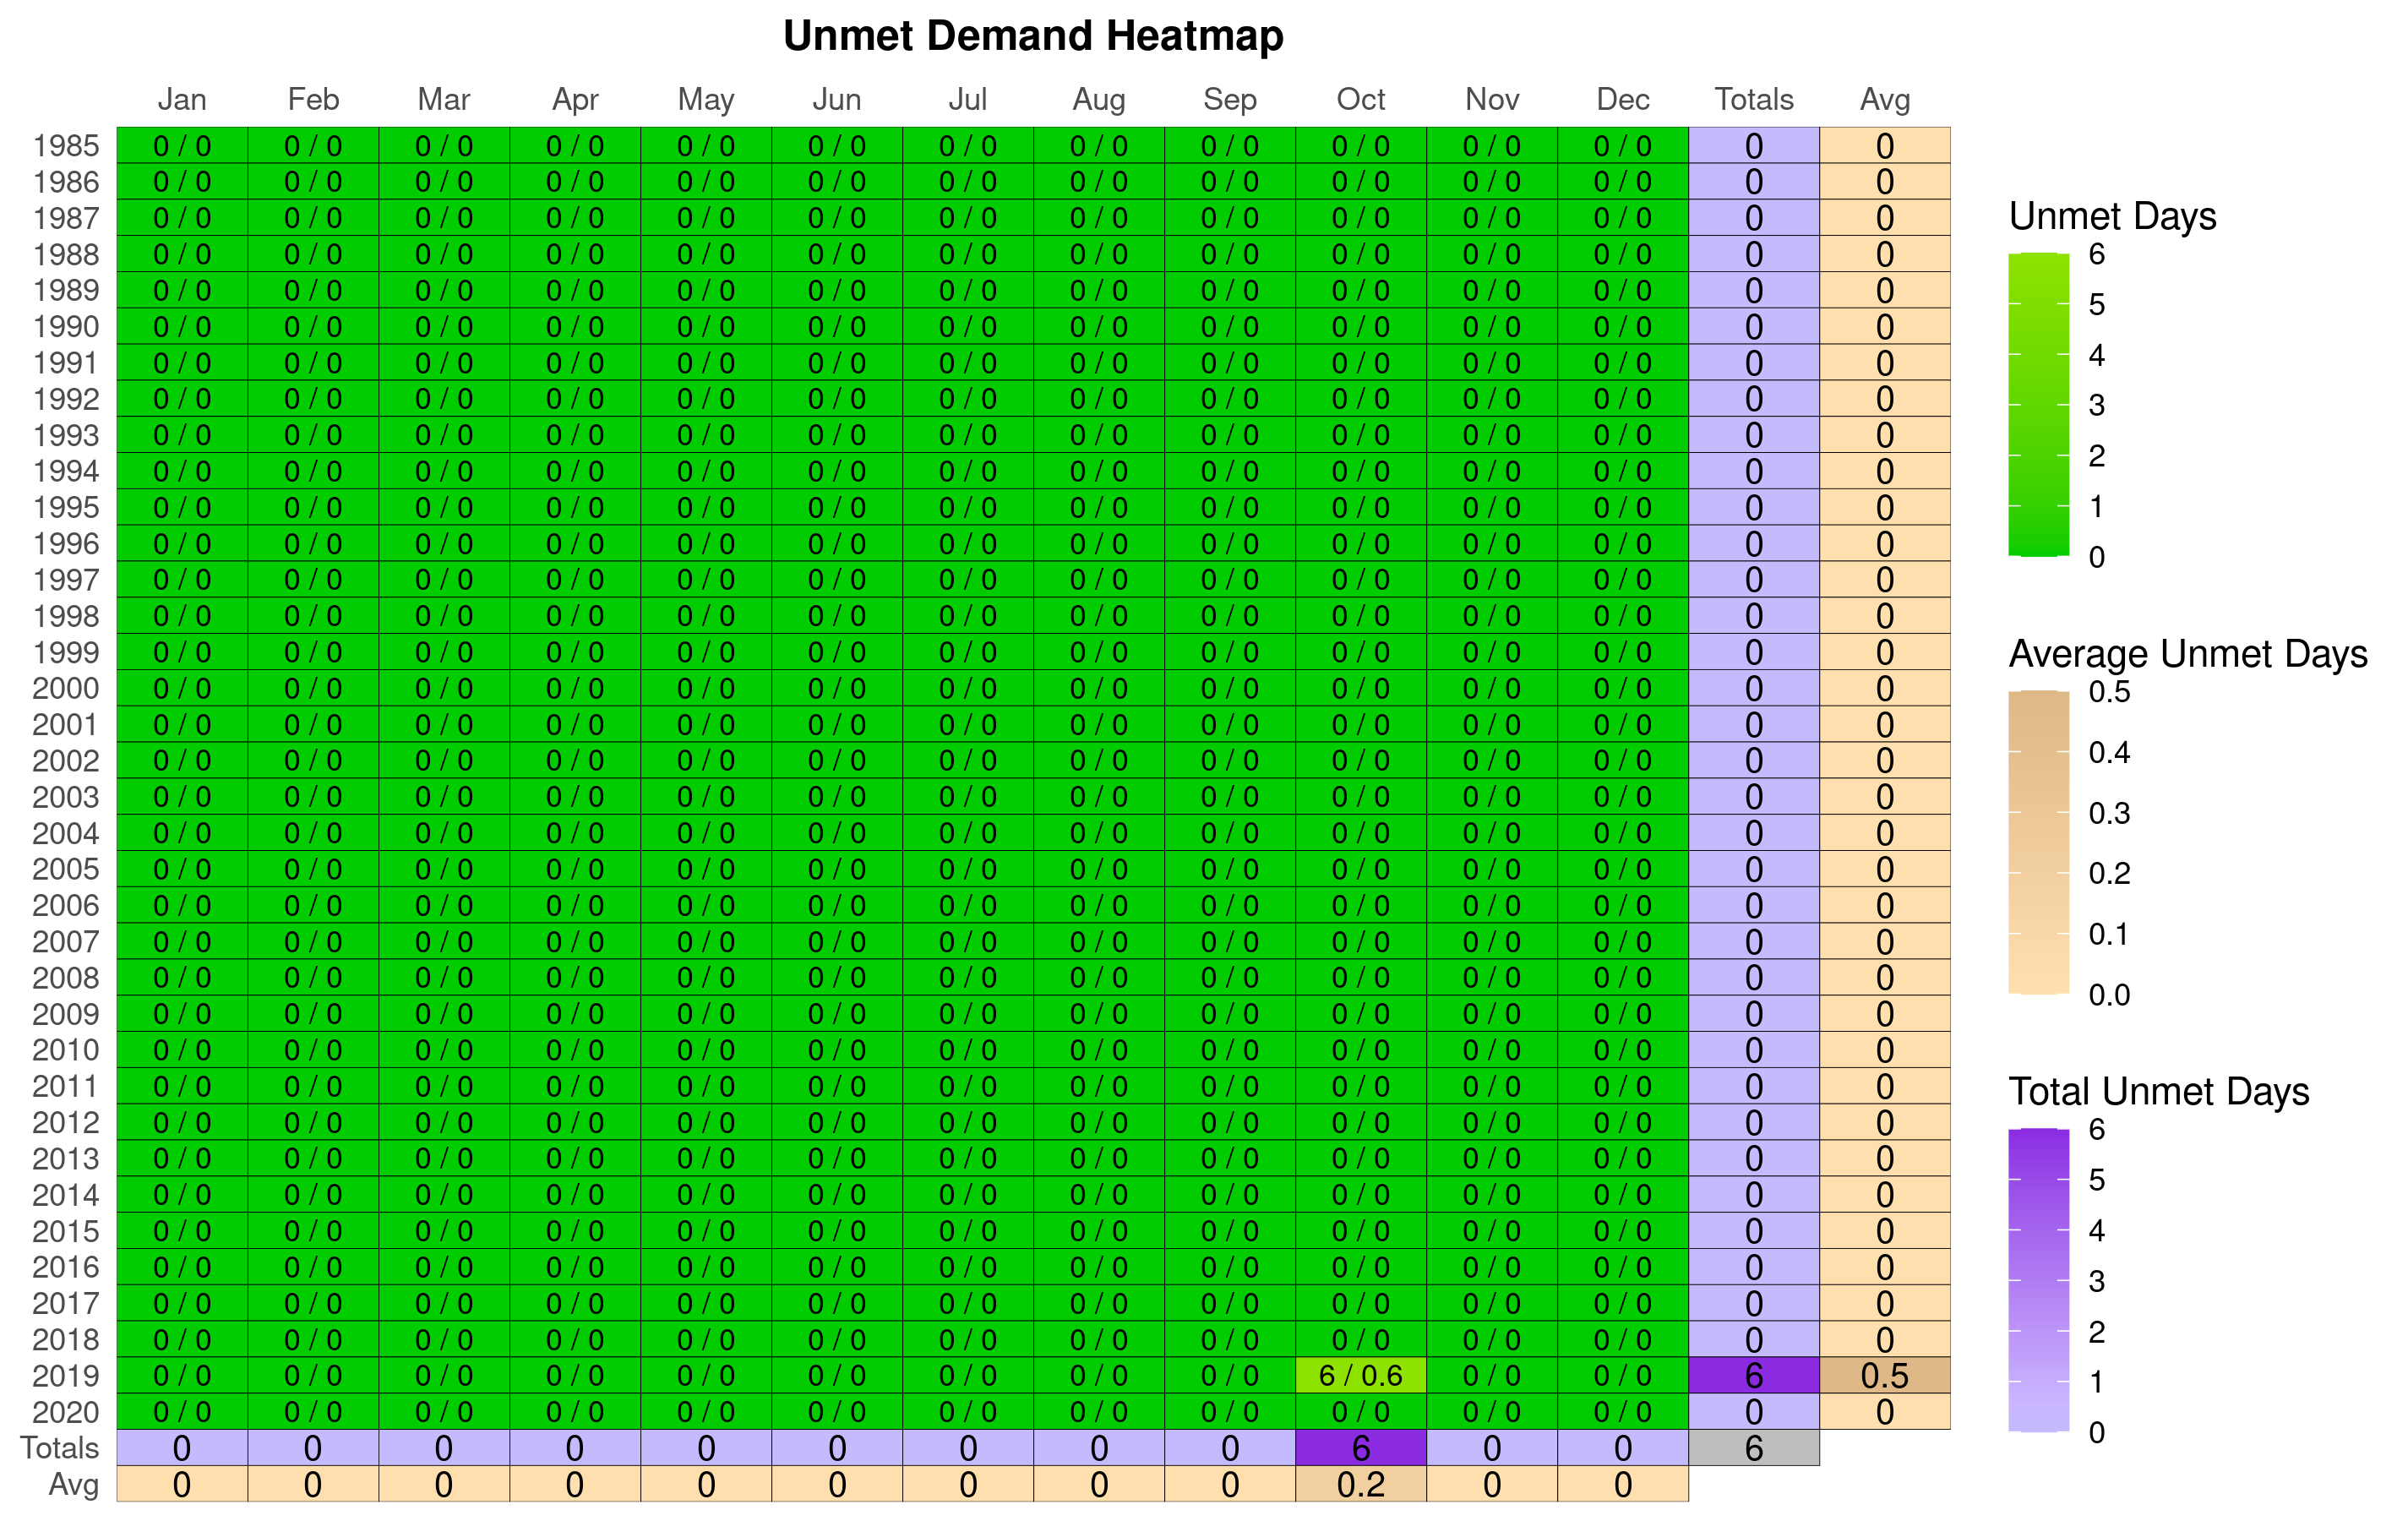 Unmet Demand Heatmap
Jan Feb Mar Apr May Jun Jul Aug Sep Oct Nov Dec Totals Avg
1985 0 / 0 0 / 0 0 / 0 0 / 0 0 / 0 0 / 0 0 / 0 0 / 0 0 / 0 0 / 0 0 / 0 0 / 0 0 0
1986 0 / 0 0 / 0 0 / 0 0 / 0 0 / 0 0 / 0 0 / 0 0 / 0 0 / 0 0 / 0 0 / 0 0 / 0 0 0
1987 0 / 0 0 / 0 0 / 0 0 / 0 0 / 0 0 / 0 0 / 0 0 / 0 0 / 0 0 / 0 0 / 0 0 / 0 0 0
1988 0 / 0 0 / 0 0 / 0 0 / 0 0 / 0 0 / 0 0 / 0 0 / 0 0 / 0 0 / 0 0 / 0 0 / 0 0 0
1989 0 / 0 0 / 0 0 / 0 0 / 0 0 / 0 0 / 0 0 / 0 0 / 0 0 / 0 0 / 0 0 / 0 0 / 0 0 0
1990 0 / 0 0 / 0 0 / 0 0 / 0 0 / 0 0 / 0 0 / 0 0 / 0 0 / 0 0 / 0 0 / 0 0 / 0 0 0
1991 0 / 0 0 / 0 0 / 0 0 / 0 0 / 0 0 / 0 0 / 0 0 / 0 0 / 0 0 / 0 0 / 0 0 / 0 0 0
1992 0 / 0 0 / 0 0 / 0 0 / 0 0 / 0 0 / 0 0 / 0 0 / 0 0 / 0 0 / 0 0 / 0 0 / 0 0 0
1993 0 / 0 0 / 0 0 / 0 0 / 0 0 / 0 0 / 0 0 / 0 0 / 0 0 / 0 0 / 0 0 / 0 0 / 0 0 0
1994 0 / 0 0 / 0 0 / 0 0 / 0 0 / 0 0 / 0 0 / 0 0 / 0 0 / 0 0 / 0 0 / 0 0 / 0 0 0
1995 0 / 0 0 / 0 0 / 0 0 / 0 0 / 0 0 / 0 0 / 0 0 / 0 0 / 0 0 / 0 0 / 0 0 / 0 0 0
1996 0 / 0 0 / 0 0 / 0 0 / 0 0 / 0 0 / 0 0 / 0 0 / 0 0 / 0 0 / 0 0 / 0 0 / 0 0 0
1997 0 / 0 0 / 0 0 / 0 0 / 0 0 / 0 0 / 0 0 / 0 0 / 0 0 / 0 0 / 0 0 / 0 0 / 0 0 0
1998 0 / 0 0 / 0 0 / 0 0 / 0 0 / 0 0 / 0 0 / 0 0 / 0 0 / 0 0 / 0 0 / 0 0 / 0 0 0
1999 0 / 0 0 / 0 0 / 0 0 / 0 0 / 0 0 / 0 0 / 0 0 / 0 0 / 0 0 / 0 0 / 0 0 / 0 0 0
2000 0 / 0 0 / 0 0 / 0 0 / 0 0 / 0 0 / 0 0 / 0 0 / 0 0 / 0 0 / 0 0 / 0 0 / 0 0 0
2001 0 / 0 0 / 0 0 / 0 0 / 0 0 / 0 0 / 0 0 / 0 0 / 0 0 / 0 0 / 0 0 / 0 0 / 0 0 0
2002 0 / 0 0 / 0 0 / 0 0 / 0 0 / 0 0 / 0 0 / 0 0 / 0 0 / 0 0 / 0 0 / 0 0 / 0 0 0
2003 0 / 0 0 / 0 0 / 0 0 / 0 0 / 0 0 / 0 0 / 0 0 / 0 0 / 0 0 / 0 0 / 0 0 / 0 0 0
2004 0 / 0 0 / 0 0 / 0 0 / 0 0 / 0 0 / 0 0 / 0 0 / 0 0 / 0 0 / 0 0 / 0 0 / 0 0 0
2005 0 / 0 0 / 0 0 / 0 0 / 0 0 / 0 0 / 0 0 / 0 0 / 0 0 / 0 0 / 0 0 / 0 0 / 0 0 0
2006 0 / 0 0 / 0 0 / 0 0 / 0 0 / 0 0 / 0 0 / 0 0 / 0 0 / 0 0 / 0 0 / 0 0 / 0 0 0
2007 0 / 0 0 / 0 0 / 0 0 / 0 0 / 0 0 / 0 0 / 0 0 / 0 0 / 0 0 / 0 0 / 0 0 / 0 0 0
2008 0 / 0 0 / 0 0 / 0 0 / 0 0 / 0 0 / 0 0 / 0 0 / 0 0 / 0 0 / 0 0 / 0 0 / 0 0 0
2009 0 / 0 0 / 0 0 / 0 0 / 0 0 / 0 0 / 0 0 / 0 0 / 0 0 / 0 0 / 0 0 / 0 0 / 0 0 0
2010 0 / 0 0 / 0 0 / 0 0 / 0 0 / 0 0 / 0 0 / 0 0 / 0 0 / 0 0 / 0 0 / 0 0 / 0 0 0
2011 0 / 0 0 / 0 0 / 0 0 / 0 0 / 0 0 / 0 0 / 0 0 / 0 0 / 0 0 / 0 0 / 0 0 / 0 0 0
2012 0 / 0 0 / 0 0 / 0 0 / 0 0 / 0 0 / 0 0 / 0 0 / 0 0 / 0 0 / 0 0 / 0 0 / 0 0 0
2013 0 / 0 0 / 0 0 / 0 0 / 0 0 / 0 0 / 0 0 / 0 0 / 0 0 / 0 0 / 0 0 / 0 0 / 0 0 0
2014 0 / 0 0 / 0 0 / 0 0 / 0 0 / 0 0 / 0 0 / 0 0 / 0 0 / 0 0 / 0 0 / 0 0 / 0 0 0
2015 0 / 0 0 / 0 0 / 0 0 / 0 0 / 0 0 / 0 0 / 0 0 / 0 0 / 0 0 / 0 0 / 0 0 / 0 0 0
2016 0 / 0 0 / 0 0 / 0 0 / 0 0 / 0 0 / 0 0 / 0 0 / 0 0 / 0 0 / 0 0 / 0 0 / 0 0 0
2017 0 / 0 0 / 0 0 / 0 0 / 0 0 / 0 0 / 0 0 / 0 0 / 0 0 / 0 0 / 0 0 / 0 0 / 0 0 0
2018 0 / 0 0 / 0 0 / 0 0 / 0 0 / 0 0 / 0 0 / 0 0 / 0 0 / 0 0 / 0 0 / 0 0 / 0 0 0
2019 0 / 0 0 / 0 0 / 0 0 / 0 0 / 0 0 / 0 0 / 0 0 / 0 0 / 0 6 / 0.6 0 / 0 0 / 0 6 0.5
2020 0 / 0 0 / 0 0 / 0 0 / 0 0 / 0 0 / 0 0 / 0 0 / 0 0 / 0 0 / 0 0 / 0 0 / 0 0 0
Totals 0 0 0 0 0 0 0 0 0 6 0 0 6
Avg 0 0 0 0 0 0 0 0 0 0.2 0 0
Unmet Days
6
5
4
3
2
1
0
Average Unmet Days
0.5
0.4
0.3
0.2
0.1
0.0
Total Unmet Days
6
5
4
3
2
1
0